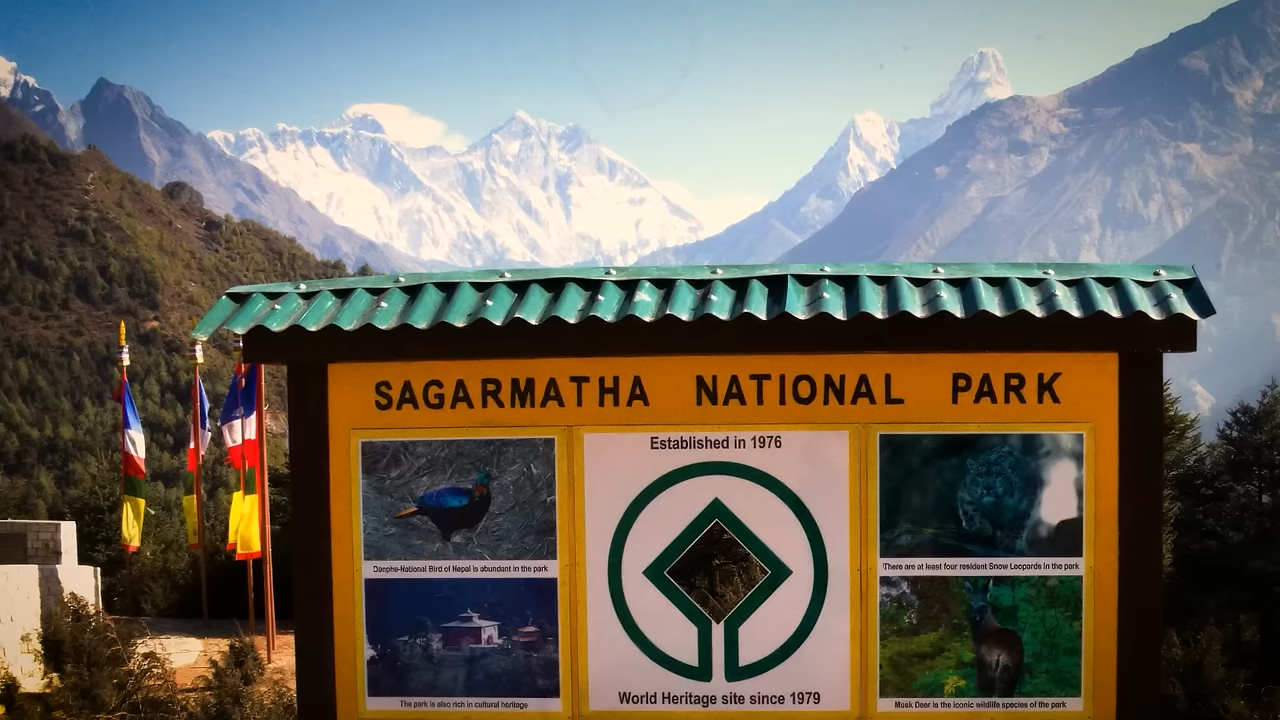 SAGARMATHA NATIONAL PARK
Established in 1976
Danphe-National Bird of Nepal is abundant in the park
There are at least four resident Snow Leopards in the park
The park is also rich in cultural heritage
World Heritage site since 1979
Musk Deer is the iconic wildlife species of the park